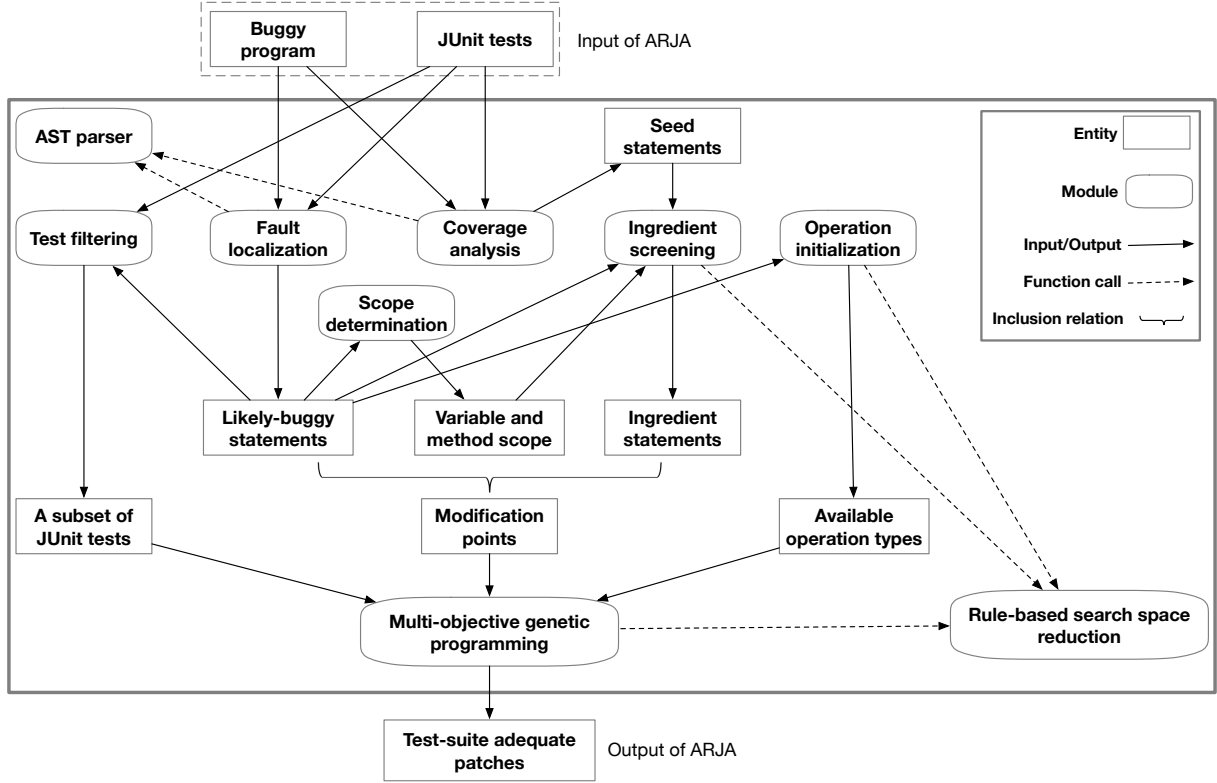 Buggy
program
JUnit tests
Input of ARJA
AST parser
Seed
statements
Entity
Module
Input/Output
Function call
Inclusion relation
Test filtering
Fault
localization
Coverage
analysis
Ingredient
screening
Operation
initialization
Scope
determination
Likely-buggy
statements
Variable and
method scope
Ingredient
statements
A subset of
JUnit tests
Modification
points
Available
operation types
Multi-objective genetic
programming
Rule-based search space
reduction
Test-suite adequate
patches
Output of ARJA